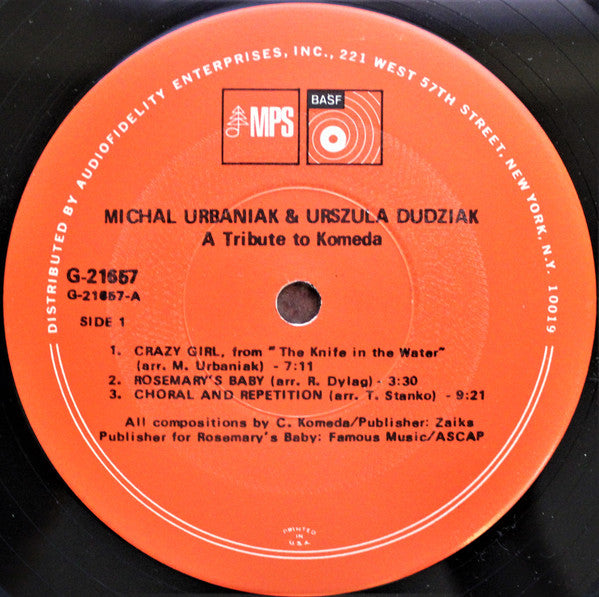 DISTRIBUTED BY AUDIOFIDELITY ENTERPRISES, INC., 221 WEST 57TH STREET, NEW YORK, N.Y. 10019
MPS
BASF
MICHAL URBANIAK & URSZULA DUDZIAK
A Tribute to Komeda
G-21657
G-21657-A
SIDE 1
1. CRAZY GIRL, from "The Knife in the Water"
(arr. M. Urbaniak) - 7:11
2. ROSEMARY'S BABY (arr. R. Dylag) - 3:30
3. CHORAL AND REPETITION (arr. T. Stanko) - 9:21
All compositions by C. Komeda/Publisher: Zaiks
Publisher for Rosemary's Baby: Famous Music/ASCAP
PRINTED
IN
U.S.A.